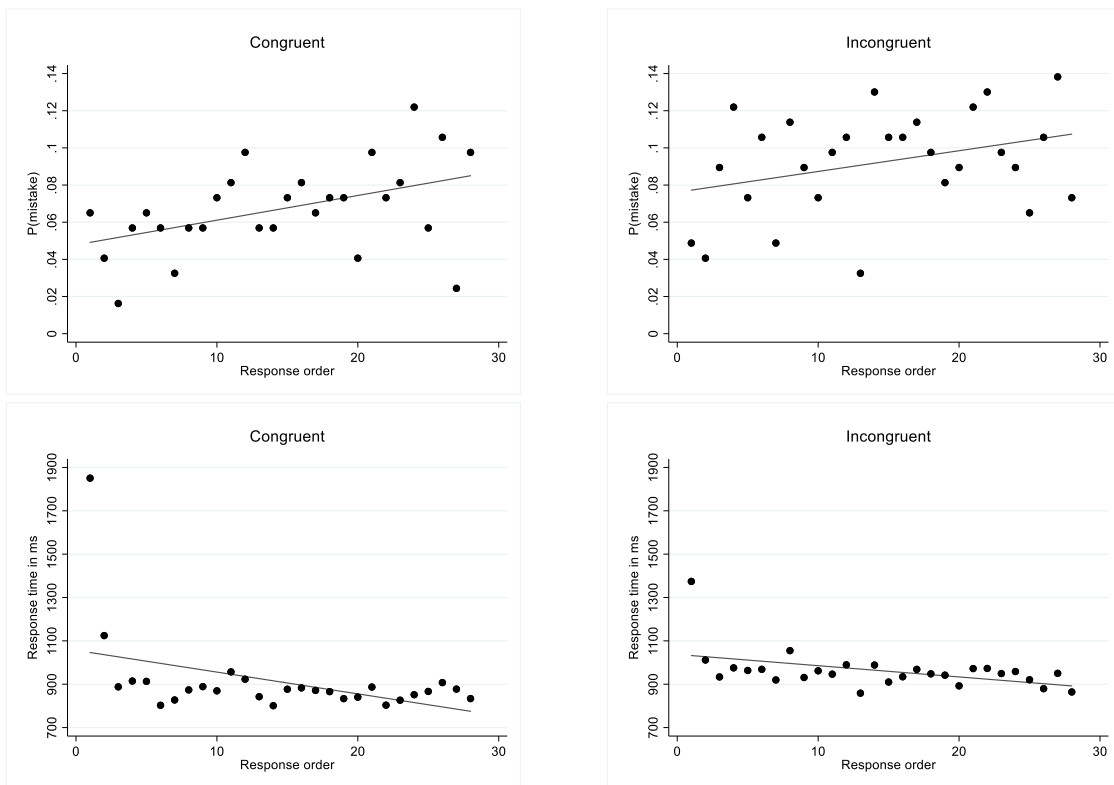 Congruent
P(mistake)
.14
.12
.1
.08
.06
.04
.02
0
0 10 20 30
Response order
Incongruent
P(mistake)
.14
.12
.1
.08
.06
.04
.02
0
0 10 20 30
Response order
Congruent
Response time in ms
1900
1700
1500
1300
1100
900
700
0 10 20 30
Response order
Incongruent
Response time in ms
1900
1700
1500
1300
1100
900
700
0 10 20 30
Response order